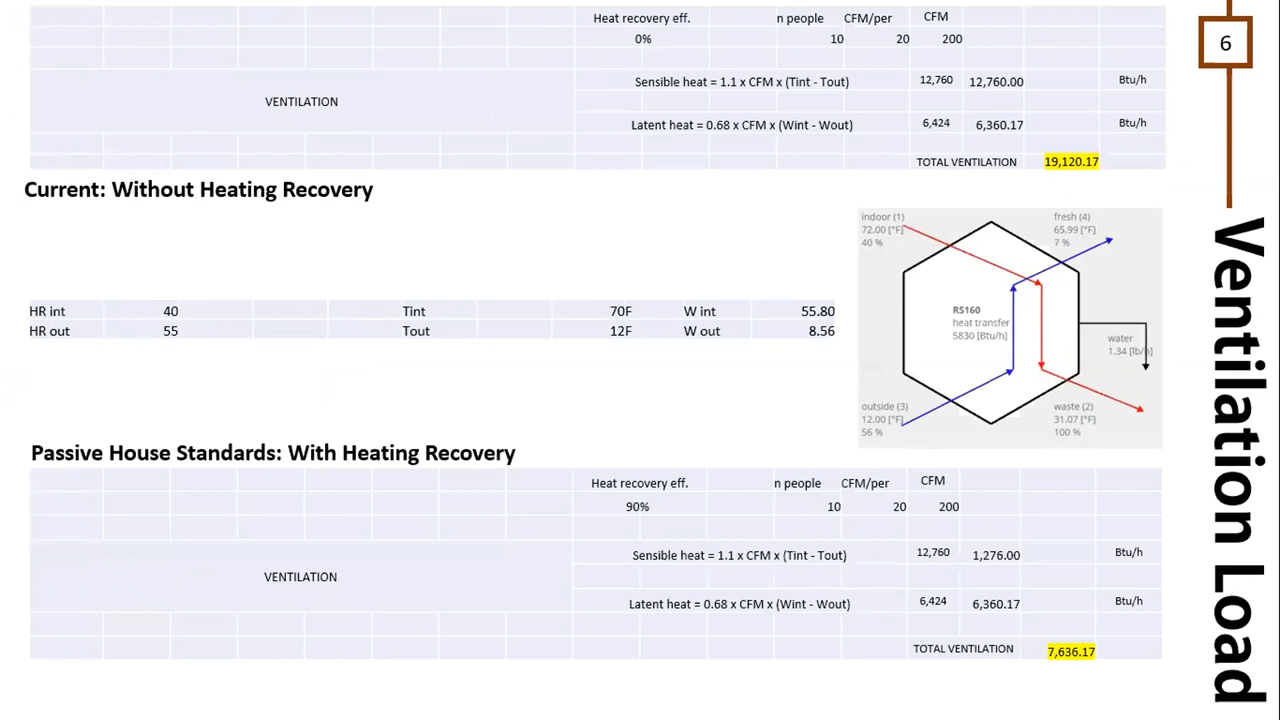 Heat recovery eff. n people CFM/per CFM
0% 10 20 200
Sensible heat = 1.1 x CFM x (Tint - Tout) 12,760 12,760.00 Btu/h
VENTILATION
Latent heat = 0.68 x CFM x (Wint - Wout) 6,424 6,360.17 Btu/h
TOTAL VENTILATION 19,120.17
Current: Without Heating Recovery
indoor (1)
72.00 [°F]
40 %
fresh (4)
65.99 [°F]
7 %
RS160
heat transfer
5830 [Btu/h]
water
1.34 [lb/h]
outside (3)
12.00 [°F]
56 %
waste (2)
31.07 [°F]
100 %
HR int 40 Tint 70F W int 55.80
HR out 55 Tout 12F W out 8.56
Passive House Standards: With Heating Recovery
Heat recovery eff. n people CFM/per CFM
90% 10 20 200
Sensible heat = 1.1 x CFM x (Tint - Tout) 12,760 1,276.00 Btu/h
VENTILATION
Latent heat = 0.68 x CFM x (Wint - Wout) 6,424 6,360.17 Btu/h
TOTAL VENTILATION 7,636.17
6
Ventilation Load